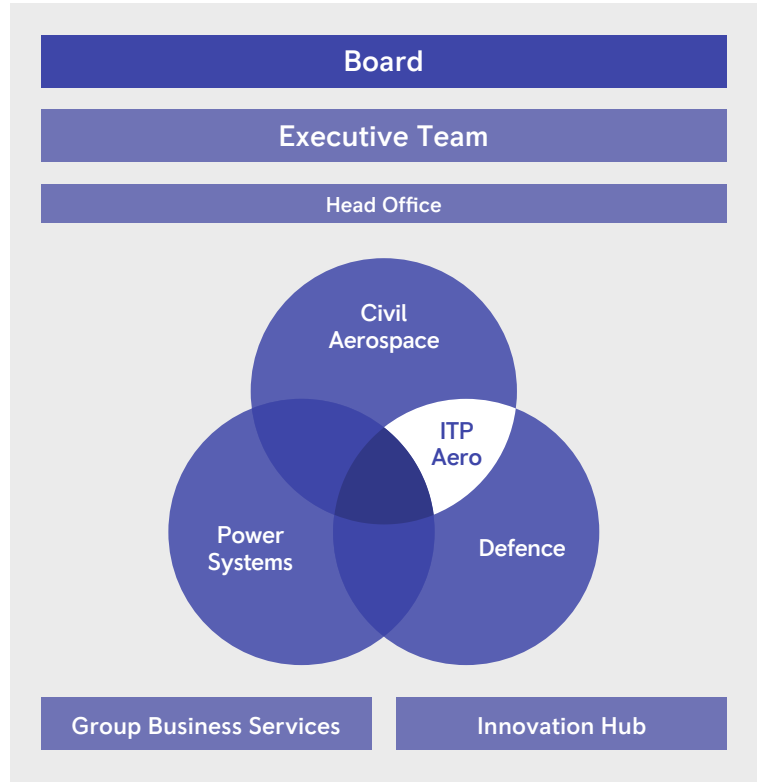 Board
Executive Team
Head Office
Civil
Aerospace
ITP
Aero
Power
Systems
Defence
Group Business Services
Innovation Hub